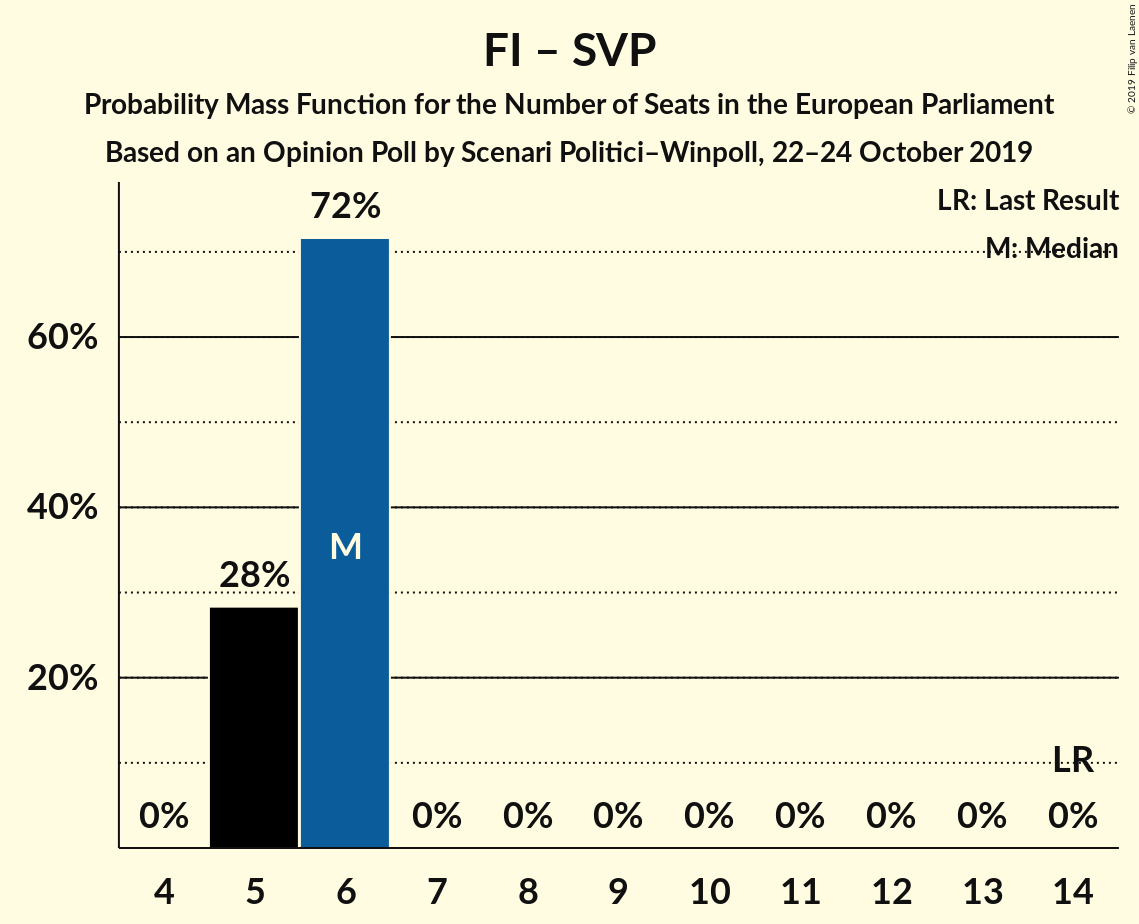 FI – SVP
Probability Mass Function for the Number of Seats in the European Parliament
Based on an Opinion Poll by Scenari Politici–Winpoll, 22–24 October 2019
© 2019 Filip van Laenen
LR: Last Result
M: Median
72%
60%
40%
M
28%
20%
LR
0% 0% 0% 0% 0% 0% 0% 0% 0%
4 5 6 7 8 9 10 11 12 13 14